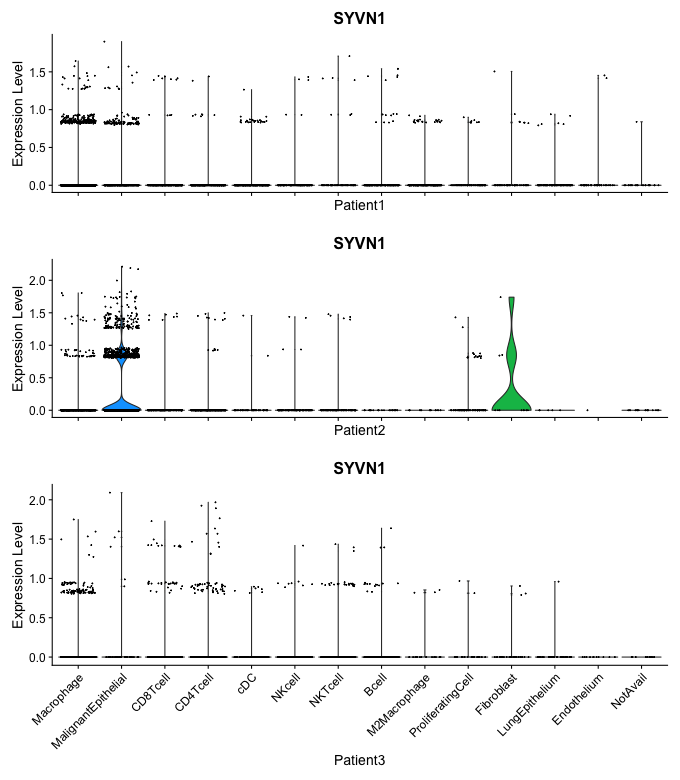 SYVN1
Expression Level
1.5
1.0
0.5
0.0
Patient1
SYVN1
Expression Level
2.0
1.5
1.0
0.5
0.0
Patient2
SYVN1
Expression Level
2.0
1.5
1.0
0.5
0.0
Macrophage
MalignantEpithelial
CD8Tcell
CD4Tcell
cDC
NKcell
NKTcell
Bcell
M2Macrophage
ProliferatingCell
Fibroblast
LungEpithelium
Endothelium
NotAvail
Patient3